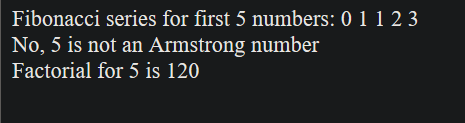 Fibonacci series for first 5 numbers: 0 1 1 2 3
No, 5 is not an Armstrong number
Factorial for 5 is 120